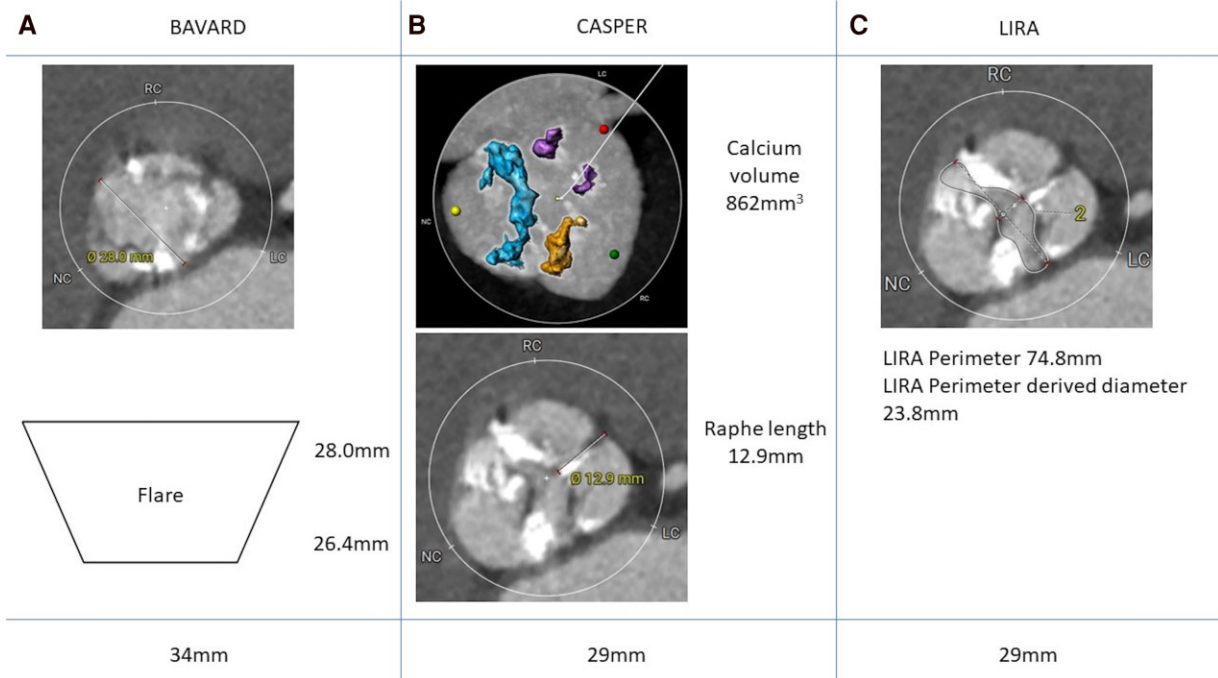 A
BAVARD
B
CASPER
C
LIRA
RC
Ø 28.0 mm
NC
LC
Flare
28.0mm
26.4mm
LC
NC
RC
Calcium
volume
862mm³
RC
Ø 12.9 mm
NC
LC
Raphe length
12.9mm
RC
2
NC
LC
LIRA Perimeter 74.8mm
LIRA Perimeter derived diameter
23.8mm
34mm
29mm
29mm